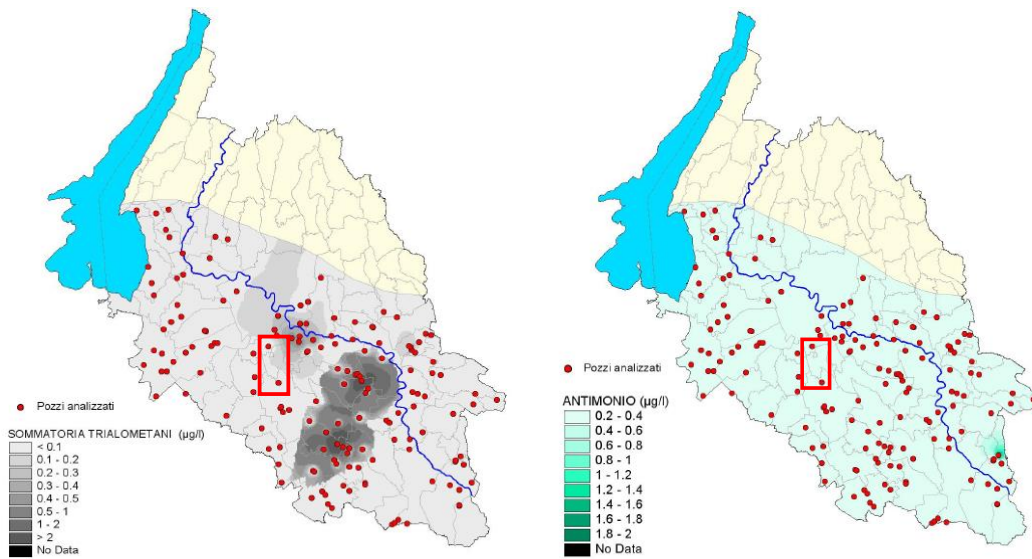 Pozzi analizzati
SOMMATORIA TRIALOMETANI (µg/l)
< 0.1
0.1 - 0.2
0.2 - 0.3
0.3 - 0.4
0.4 - 0.5
0.5 - 1
1 - 2
> 2
No Data
Pozzi analizzati
ANTIMONIO (µg/l)
0.2 - 0.4
0.4 - 0.6
0.6 - 0.8
0.8 - 1
1 - 1.2
1.2 - 1.4
1.4 - 1.6
1.6 - 1.8
1.8 - 2
No Data